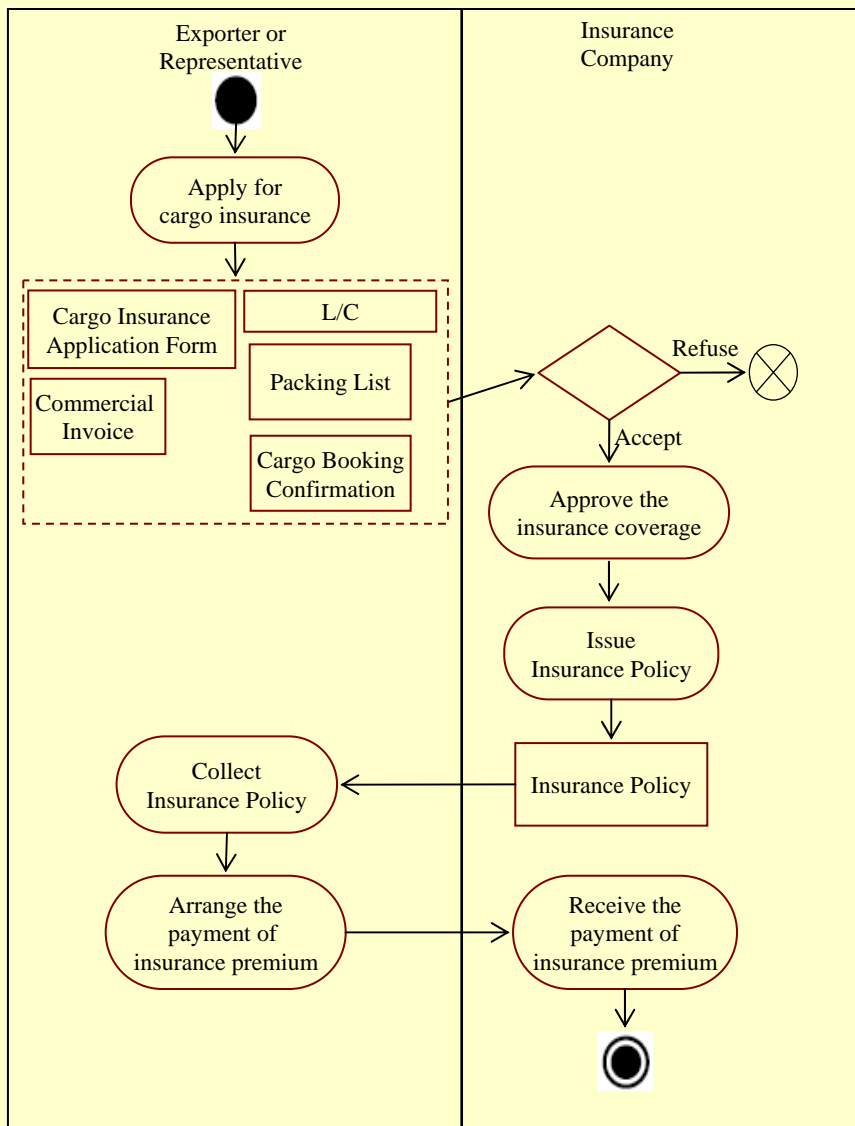 Exporter or
Representative
Insurance
Company
Apply for
cargo insurance
Cargo Insurance
Application Form
L/C
Packing List
Commercial
Invoice
Cargo Booking
Confirmation
Refuse
Accept
Approve the
insurance coverage
Issue
Insurance Policy
Collect
Insurance Policy
Insurance Policy
Arrange the
payment of
insurance premium
Receive the
payment of
insurance premium